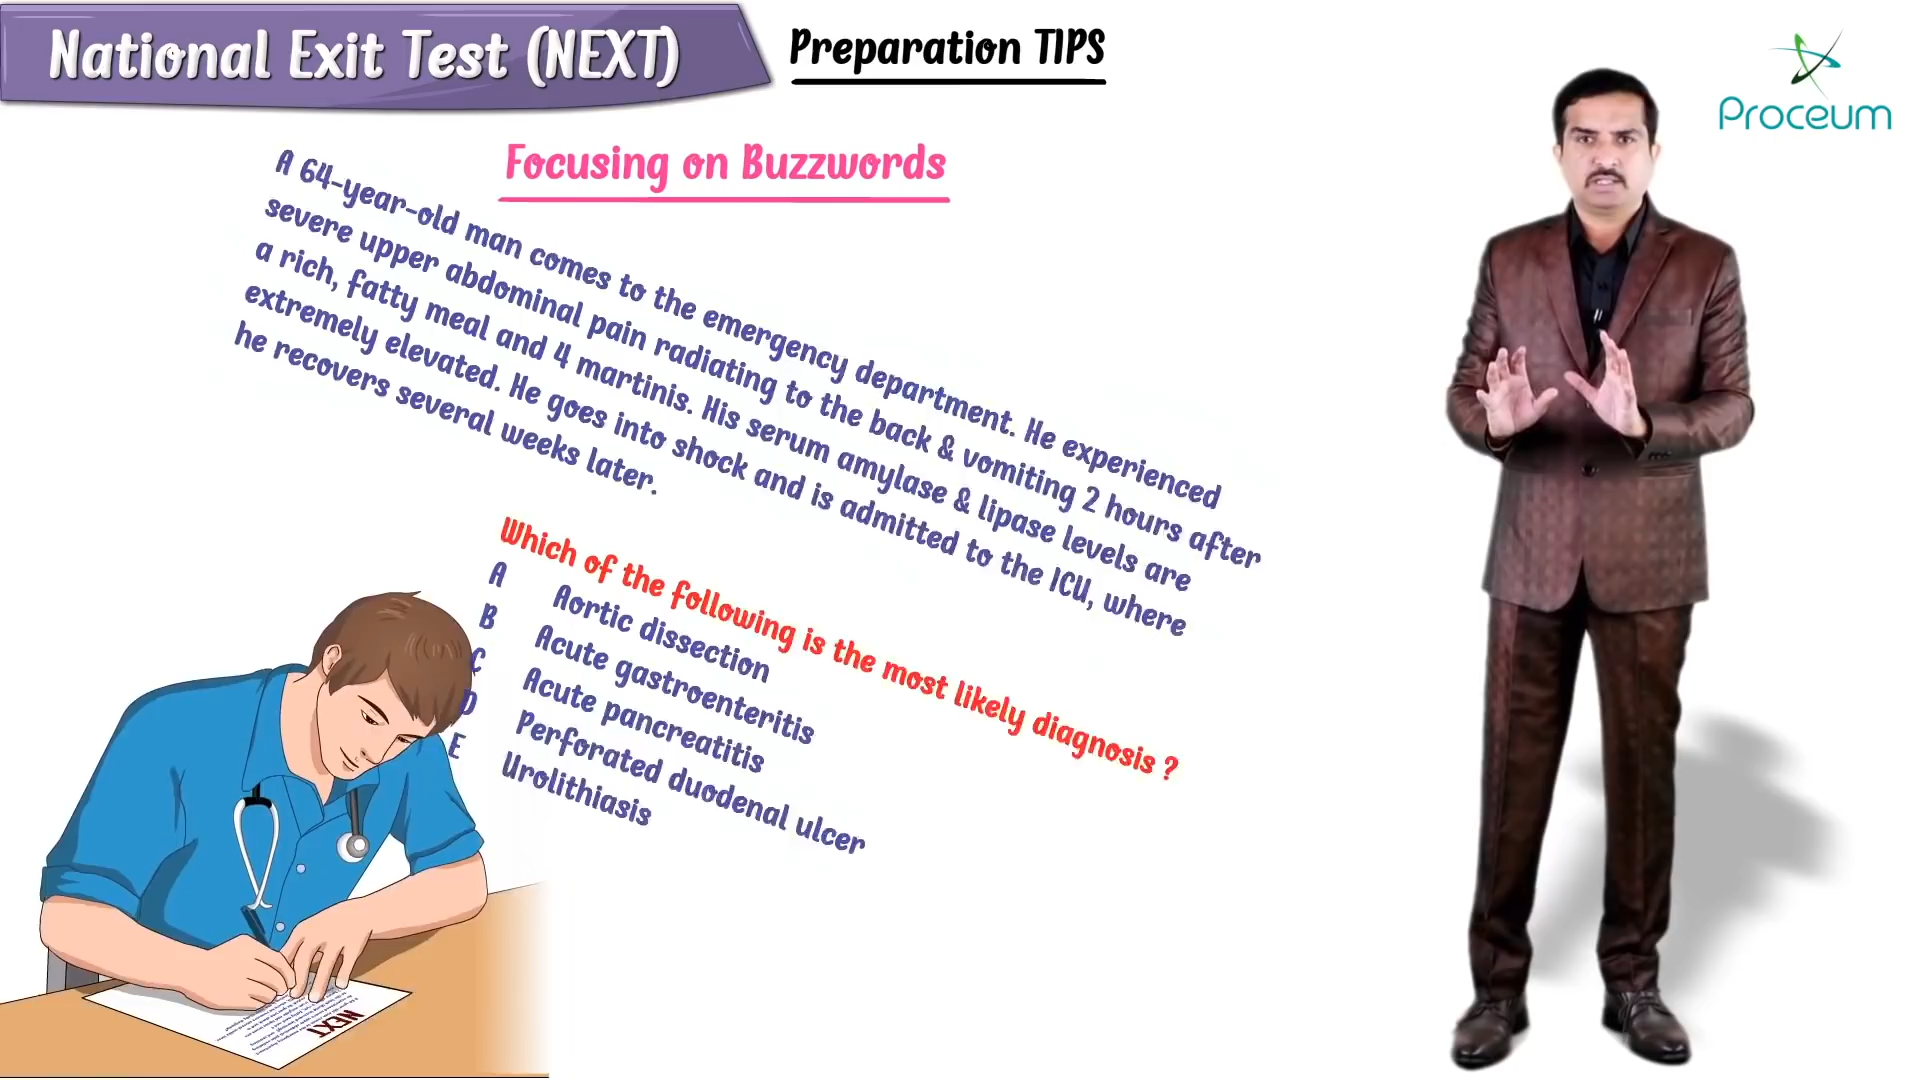 National Exit Test (NEXT)
Preparation TIPS
Proceum
Focusing on Buzzwords
A 64-year-old man comes to the emergency department. He experienced
severe upper abdominal pain radiating to the back & vomiting 2 hours after
a rich, fatty meal and 4 martinis. His serum amylase & lipase levels are
extremely elevated. He goes into shock and is admitted to the ICU, where
he recovers several weeks later.
Which of the following is the most likely diagnosis ?
A Aortic dissection
B Acute gastroenteritis
C Acute pancreatitis
D Perforated duodenal ulcer
E Urolithiasis
NEXT